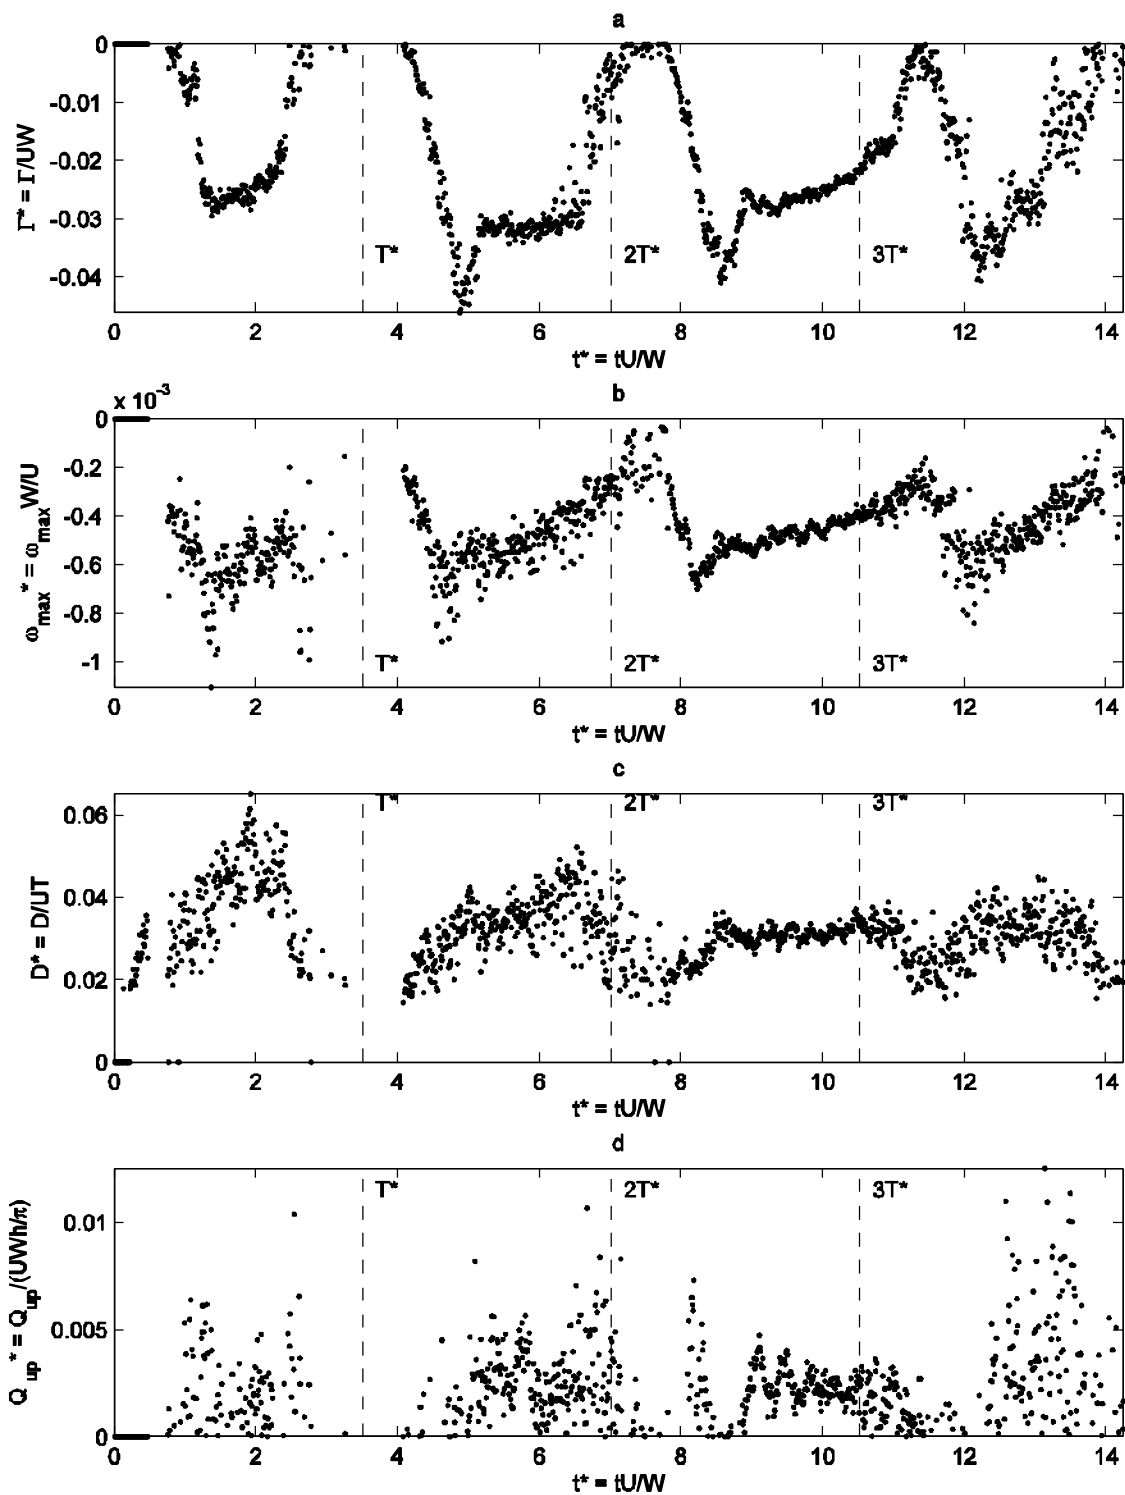 a
0
-0.01
-0.02
-0.03
-0.04
Γ* = Γ/UW
T*
2T*
3T*
0 2 4 6 8 10 12 14
t* = tU/W
b
x 10⁻³
0
-0.2
-0.4
-0.6
-0.8
-1
ω_max* = ω_max W/U
T*
2T*
3T*
0 2 4 6 8 10 12 14
t* = tU/W
c
0.06
0.04
0.02
0
D* = D/UT
T*
2T*
3T*
0 2 4 6 8 10 12 14
t* = tU/W
d
0.01
0.005
0
Q_up* = Q_up/(UWh/π)
T*
2T*
3T*
0 2 4 6 8 10 12 14
t* = tU/W